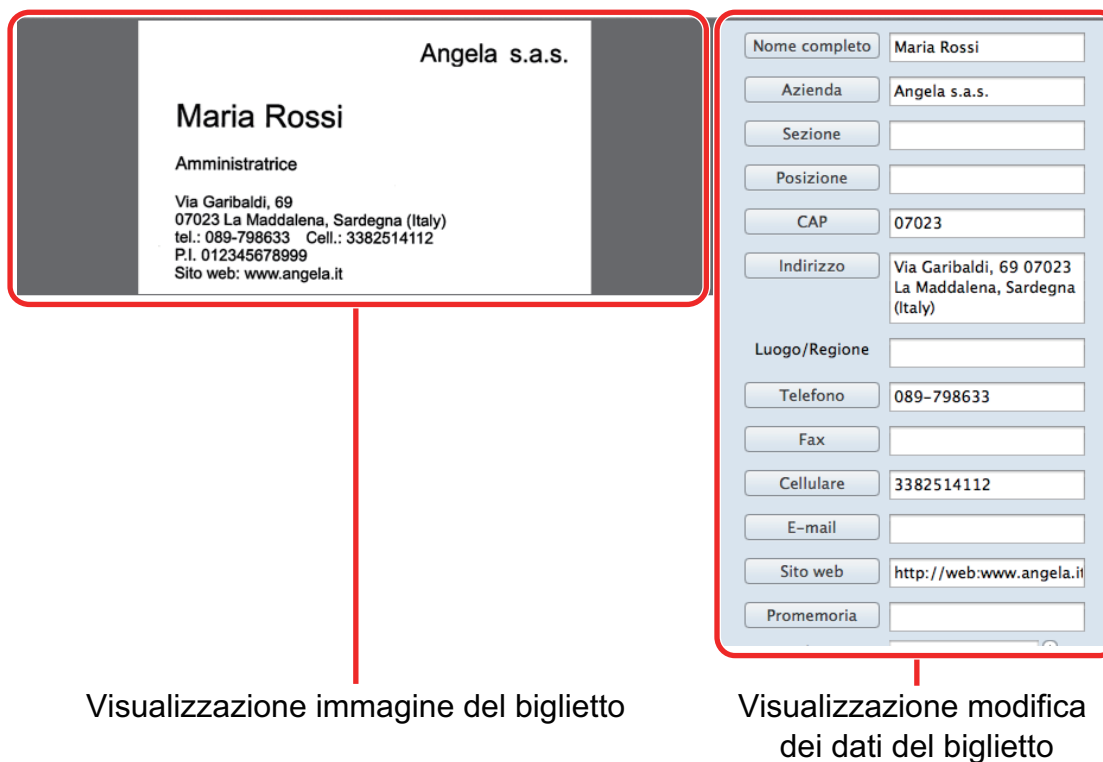 Angela s.a.s.
Maria Rossi
Amministratrice
Via Garibaldi, 69
07023 La Maddalena, Sardegna (Italy)
tel.: 089-798633 Cell.: 3382514112
P.I. 012345678999
Sito web: www.angela.it
Nome completo Maria Rossi
Azienda Angela s.a.s.
Sezione
Posizione
CAP 07023
Indirizzo Via Garibaldi, 69 07023
La Maddalena, Sardegna
(Italy)
Luogo/Regione
Telefono 089-798633
Fax
Cellulare 3382514112
E-mail
Sito web http://web:www.angela.it
Promemoria
Visualizzazione immagine del biglietto
Visualizzazione modifica
dei dati del biglietto